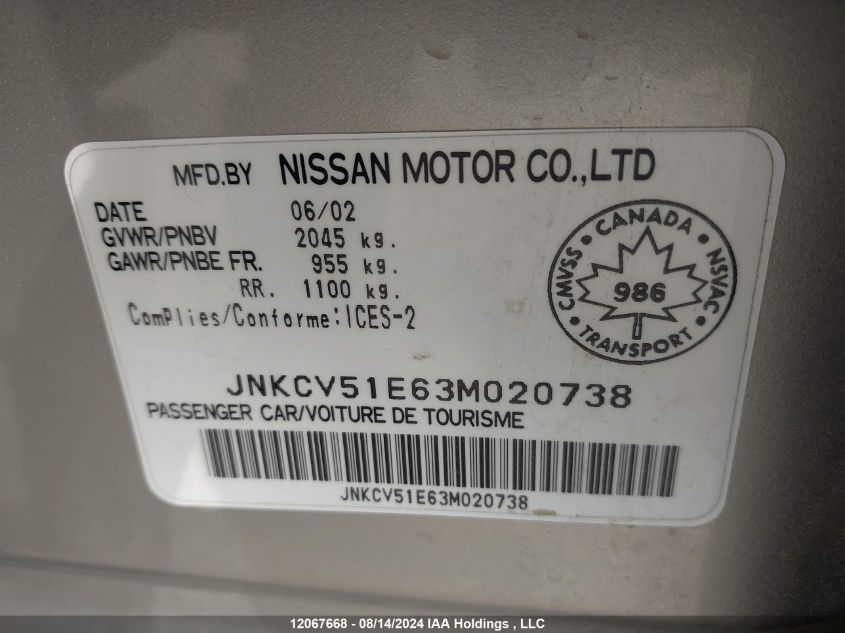 MFD.BY NISSAN MOTOR CO.,LTD
DATE 06/02
GVWR/PNBV 2045 kg.
GAWR/PNBE FR. 955 kg.
RR. 1100 kg.
ComPlies/Conforme:ICES-2
CANADA
CMVSS
NSVAC
986
TRANSPORT
JNKCV51E63M020738
PASSENGER CAR/VOITURE DE TOURISME
JNKCV51E63M020738
12067668 - 08/14/2024 IAA Holdings , LLC